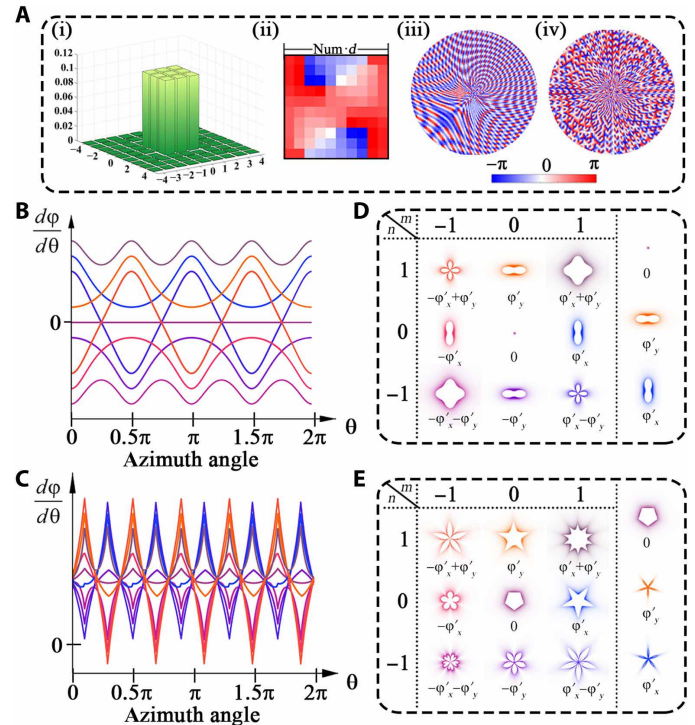 A
(i)
(ii)
(iii)
(iv)
0.12
0.1
0.08
0.06
0.04
0.02
0
−4
−2
0
2
4
−4
−3
−2
−1
0
1
2
3
4
Num·d
−π
0
π
B
dφ
dθ
0
0
0.5π
π
1.5π
2π
θ
Azimuth angle
C
dφ
dθ
0
0
0.5π
π
1.5π
2π
θ
Azimuth angle
D
n m −1 0 1
1
−φ′x+φ′y φ′y φ′x+φ′y 0
0
−φ′x 0 φ′x φ′y
−1
−φ′x−φ′y −φ′y φ′x−φ′y φ′x
E
n m −1 0 1
1
−φ′x+φ′y φ′y φ′x+φ′y 0
0
−φ′x 0 φ′x φ′y
−1
−φ′x−φ′y −φ′y φ′x−φ′y φ′x